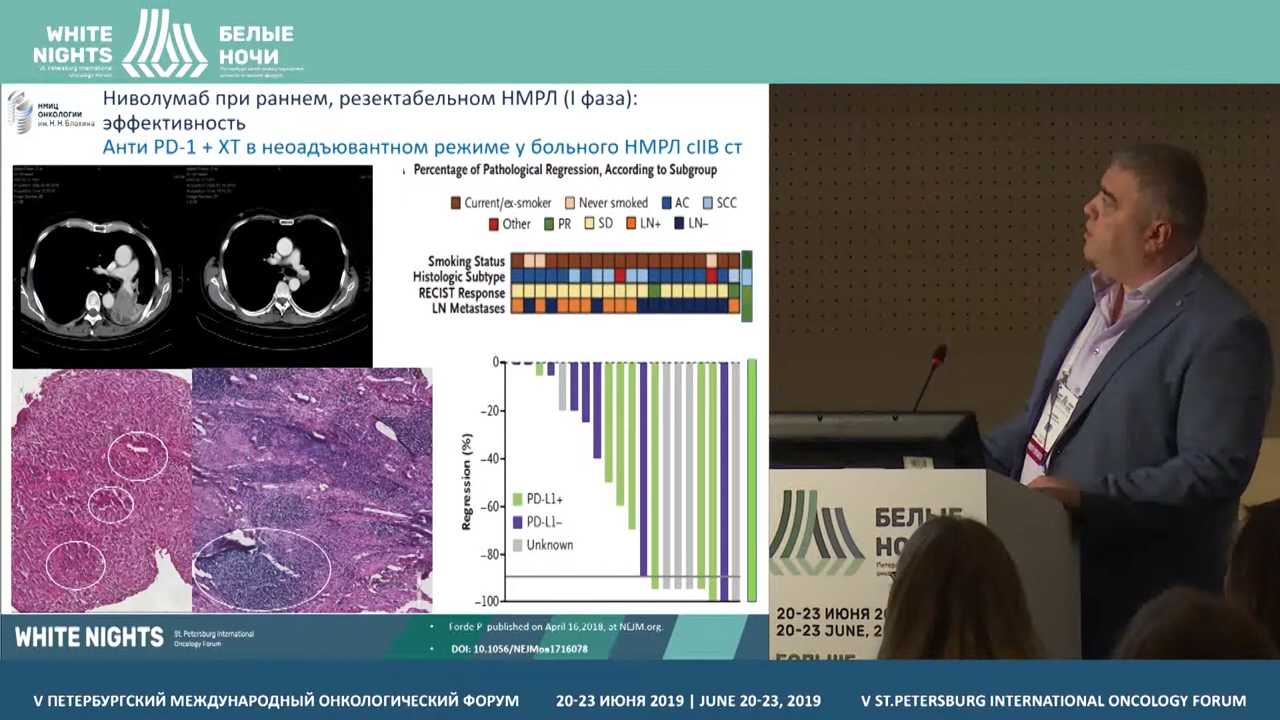 WHITE
NIGHTS
St. Petersburg International
Oncology Forum
БЕЛЫЕ
НОЧИ
НМИЦ
ОНКОЛОГИИ
им. Н.Н. Блохина
Ниволумаб при раннем, резектабельном НМРЛ (I фаза):
эффективность
Анти PD-1 + ХТ в неоадъювантном режиме у больного НМРЛ cIIB ст
Percentage of Pathological Regression, According to Subgroup
Current/ex-smoker Never smoked AC SCC
Other PR SD LN+ LN–
Smoking Status
Histologic Subtype
RECIST Response
LN Metastases
0
–20
–40
–60
–80
–100
Regression (%)
PD-L1+
PD-L1–
Unknown
WHITE NIGHTS
St. Petersburg International
Oncology Forum
• Forde P. published on April 16,2018, at NEJM.org.
• DOI: 10.1056/NEJMoa1716078
БЕЛЫЕ
20-23 ИЮНЯ
20-23 JUNE, 2
БОЛЬШЕ
V ПЕТЕРБУРГСКИЙ МЕЖДУНАРОДНЫЙ ОНКОЛОГИЧЕСКИЙ ФОРУМ 20-23 ИЮНЯ 2019 | JUNE 20-23, 2019 V ST.PETERSBURG INTERNATIONAL ONCOLOGY FORUM